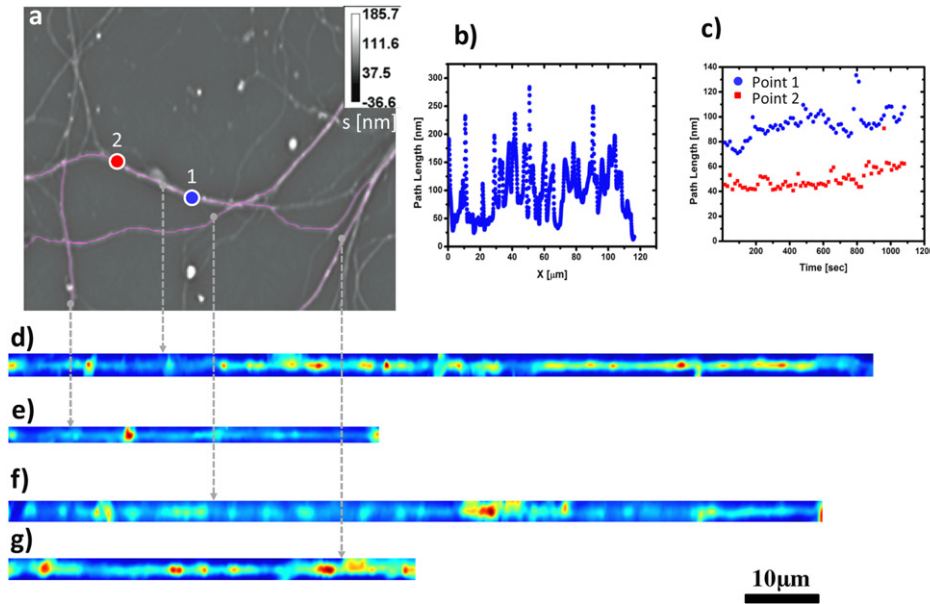 a
185.7
111.6
37.5
-36.6
s [nm]
2
1
b)
Path Length [nm]
300
250
200
150
100
50
0
0 20 40 60 80 100 120
X [µm]
c)
Path Length [nm]
140
120
100
80
60
40
20
0
Point 1
Point 2
200 400 600 800 1000
Time [sec]
d)
e)
f)
g)
10µm